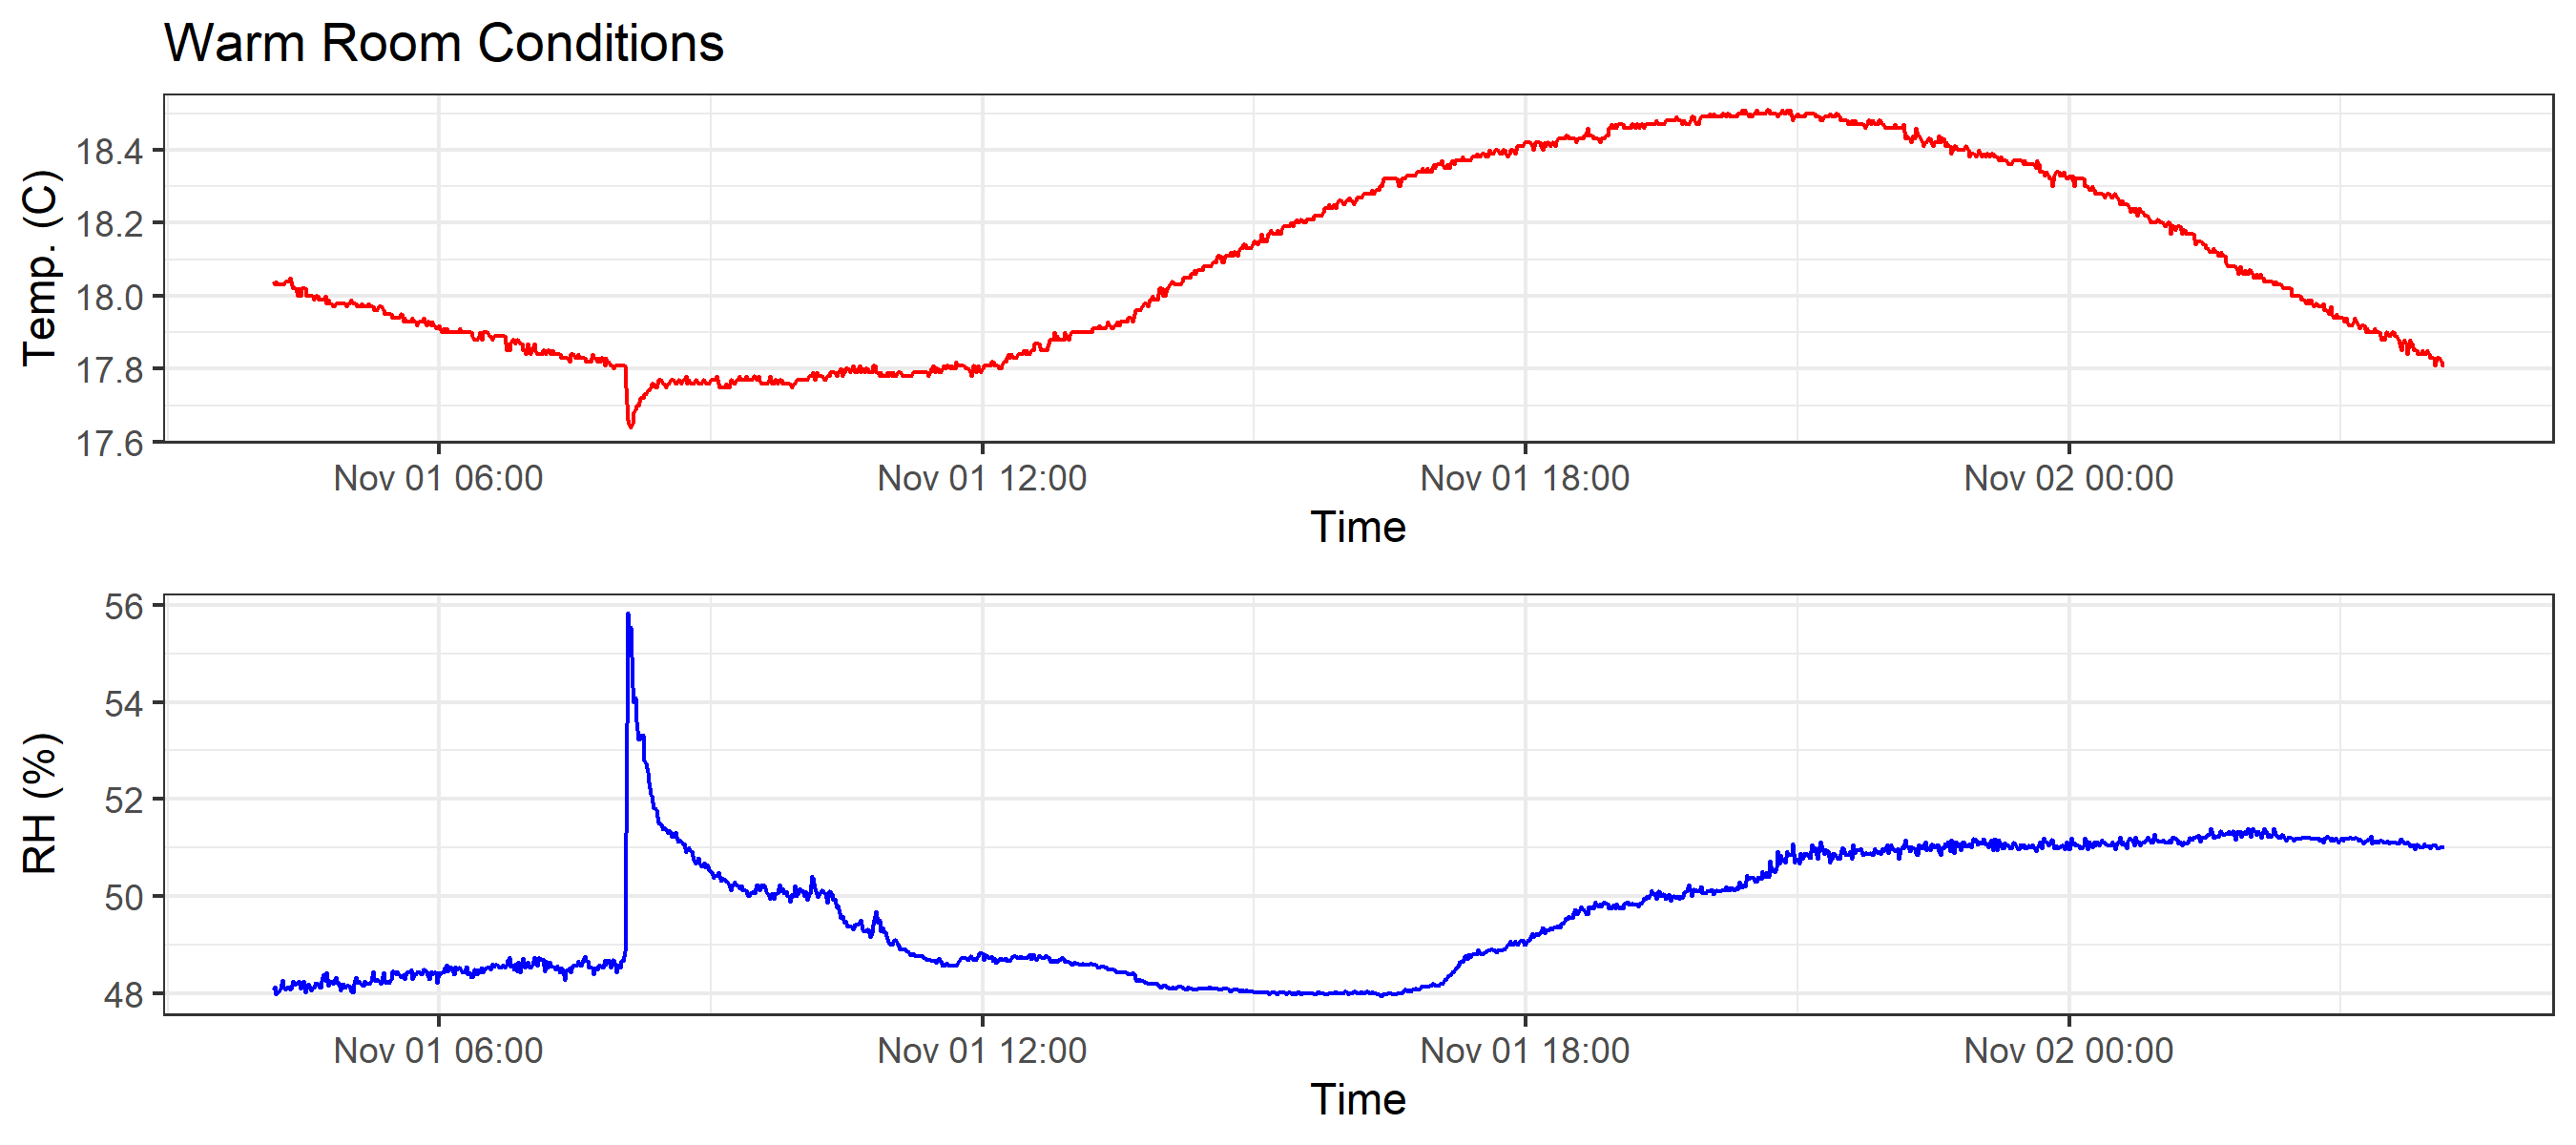 Warm Room Conditions
Temp. (C)
18.4
18.2
18.0
17.8
17.6
Nov 01 06:00 Nov 01 12:00 Nov 01 18:00 Nov 02 00:00
Time
RH (%)
56
54
52
50
48
Nov 01 06:00 Nov 01 12:00 Nov 01 18:00 Nov 02 00:00
Time